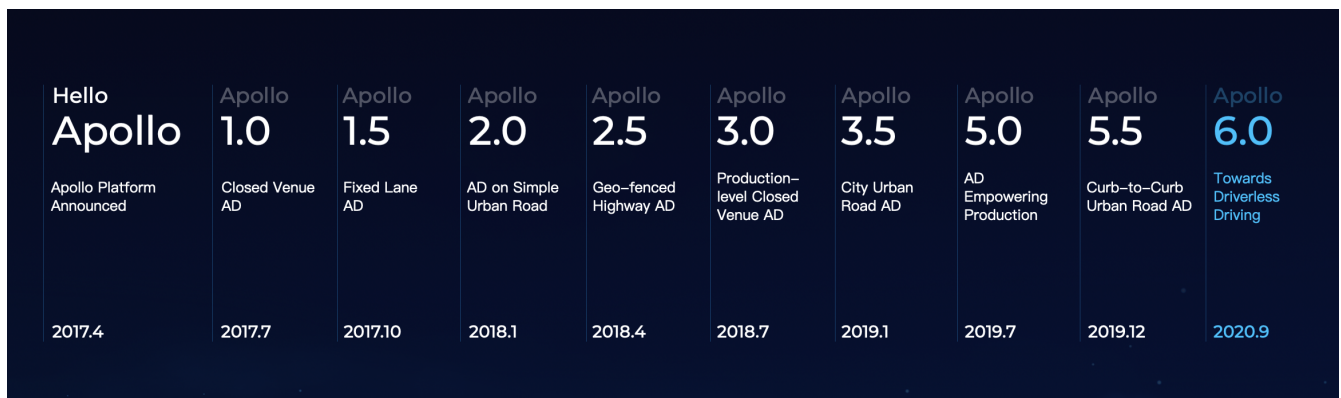 Hello
Apollo
Apollo Platform
Announced
2017.4
Apollo
1.0
Closed Venue
AD
2017.7
Apollo
1.5
Fixed Lane
AD
2017.10
Apollo
2.0
AD on Simple
Urban Road
2018.1
Apollo
2.5
Geo-fenced
Highway AD
2018.4
Apollo
3.0
Production-
level Closed
Venue AD
2018.7
Apollo
3.5
City Urban
Road AD
2019.1
Apollo
5.0
AD
Empowering
Production
2019.7
Apollo
5.5
Curb-to-Curb
Urban Road AD
2019.12
Apollo
6.0
Towards
Driverless
Driving
2020.9